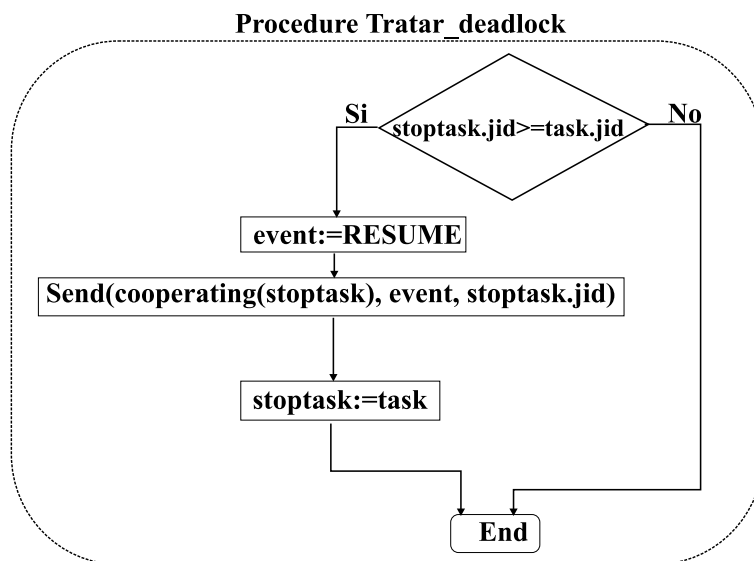 Procedure Tratar_deadlock
Si
stoptask.jid>=task.jid
No
event:=RESUME
Send(cooperating(stoptask), event, stoptask.jid)
stoptask:=task
End